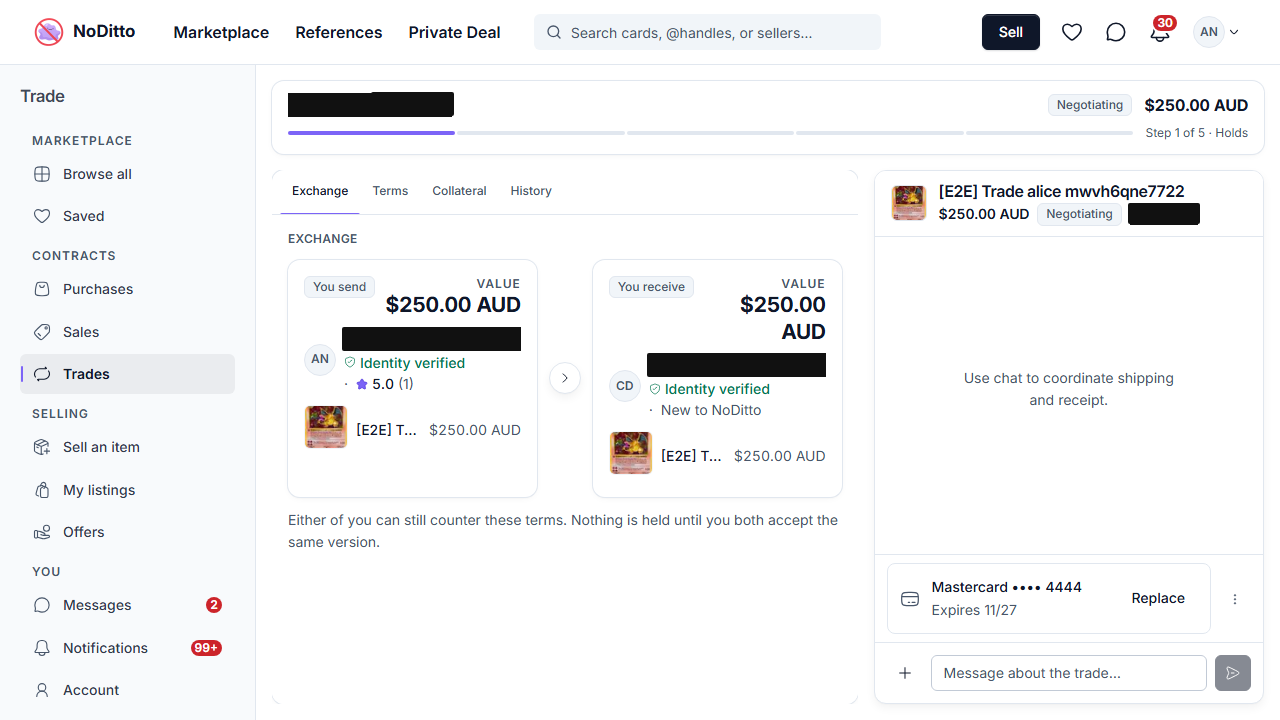 NoDitto
Marketplace
References
Private Deal
Search cards, @handles, or sellers...
Sell
30
AN
Trade
MARKETPLACE
Browse all
Saved
CONTRACTS
Purchases
Sales
Trades
SELLING
Sell an item
My listings
Offers
YOU
Messages
2
Notifications
99+
Account
Negotiating
$250.00 AUD
Step 1 of 5 · Holds
Exchange
Terms
Collateral
History
EXCHANGE
You send
VALUE
$250.00 AUD
AN
Identity verified
· 5.0 (1)
[E2E] T...
$250.00 AUD
You receive
VALUE
$250.00
AUD
CD
Identity verified
· New to NoDitto
[E2E] T...
$250.00 AUD
Either of you can still counter these terms. Nothing is held until you both accept the
same version.
[E2E] Trade alice mwvh6qne7722
$250.00 AUD
Negotiating
Use chat to coordinate shipping
and receipt.
Mastercard •••• 4444
Expires 11/27
Replace
Message about the trade...